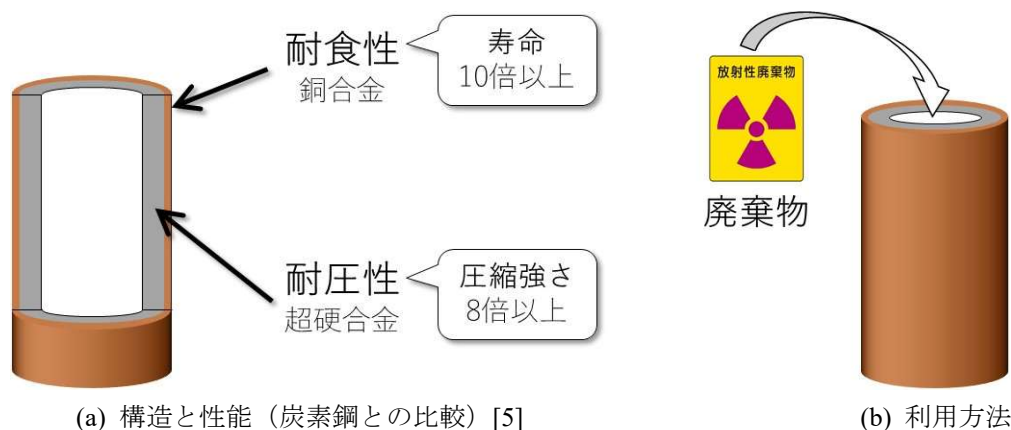 耐食性
銅合金
寿命
10倍以上
耐圧性
超硬合金
圧縮強さ
8倍以上
(a) 構造と性能（炭素鋼との比較）[5]
放射性廃棄物
廃棄物
(b) 利用方法